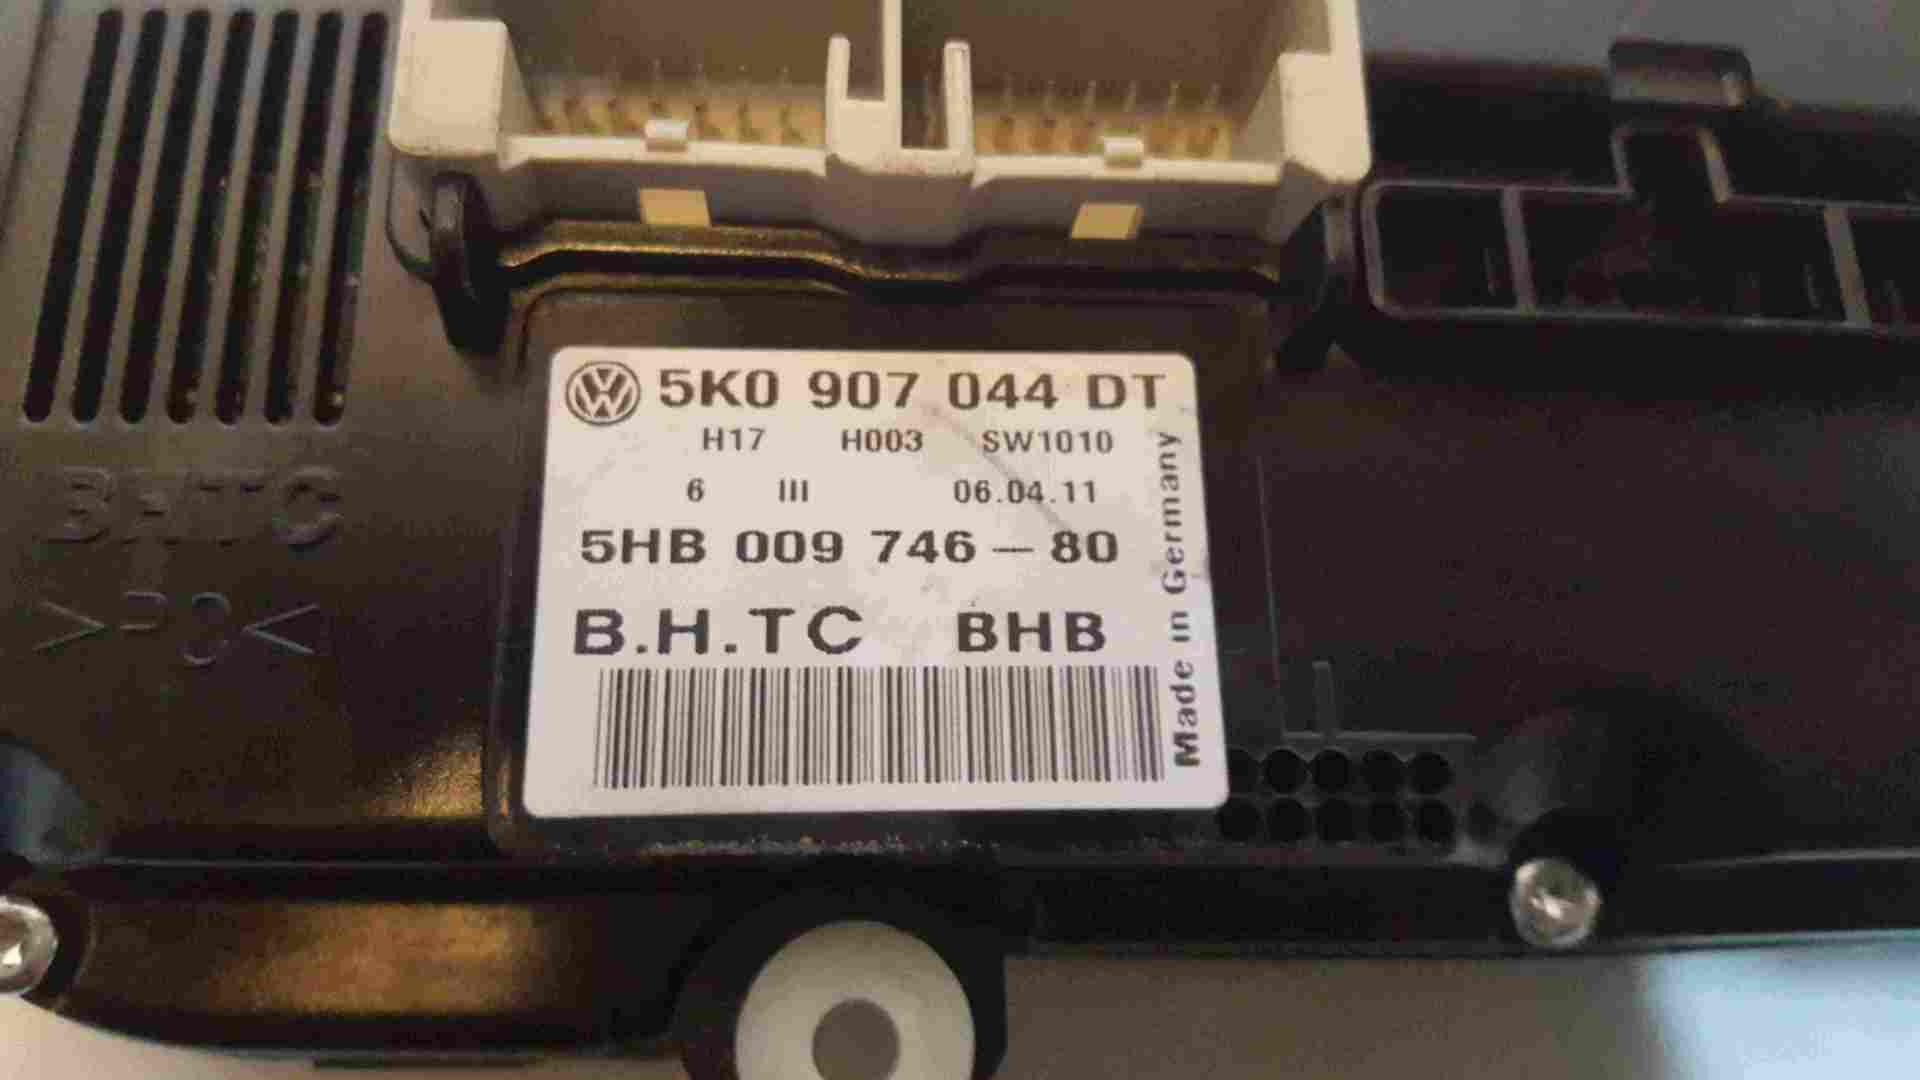 5K0 907 044 DT
H17 H003 SW1010
6 III 06.04.11
5HB 009 746-80
B.H.TC BHB
Made in Germany
BHTC
>PC<